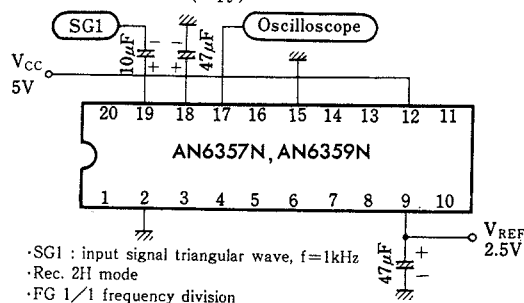 SG1
Oscilloscope
10μF
− +
− +
47μF
VCC
5V
20 19 18 17 16 15 14 13 12 11
AN6357N, AN6359N
1 2 3 4 5 6 7 8 9 10
VREF
2.5V
47μF
+ −
·SG1 : input signal triangular wave, f=1kHz
·Rec. 2H mode
·FG 1/1 frequency division